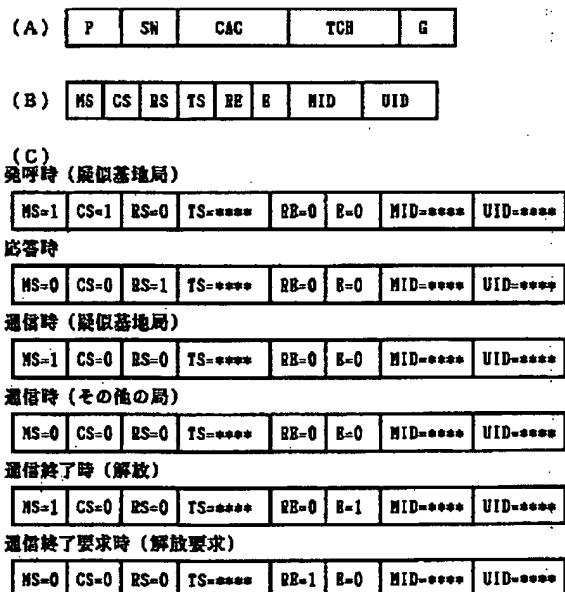 (A) P SW CAC TCH G
(B) MS CS RS TS RE E MID UID
(C)
発呼時（疑似基地局）
MS=1 CS=1 RS=0 TS=**** RE=0 E=0 MID=**** UID=****
応答時
MS=0 CS=0 RS=1 TS=**** RE=0 E=0 MID=**** UID=****
通信時（疑似基地局）
MS=1 CS=0 RS=0 TS=**** RE=0 E=0 MID=**** UID=****
通信時（その他の局）
MS=0 CS=0 RS=0 TS=**** RE=0 E=0 MID=**** UID=****
通信終了時（解放）
MS=1 CS=0 RS=0 TS=**** RE=0 E=1 MID=**** UID=****
通信終了要求時（解放要求）
MS=0 CS=0 RS=0 TS=**** RE=1 E=0 MID=**** UID=****